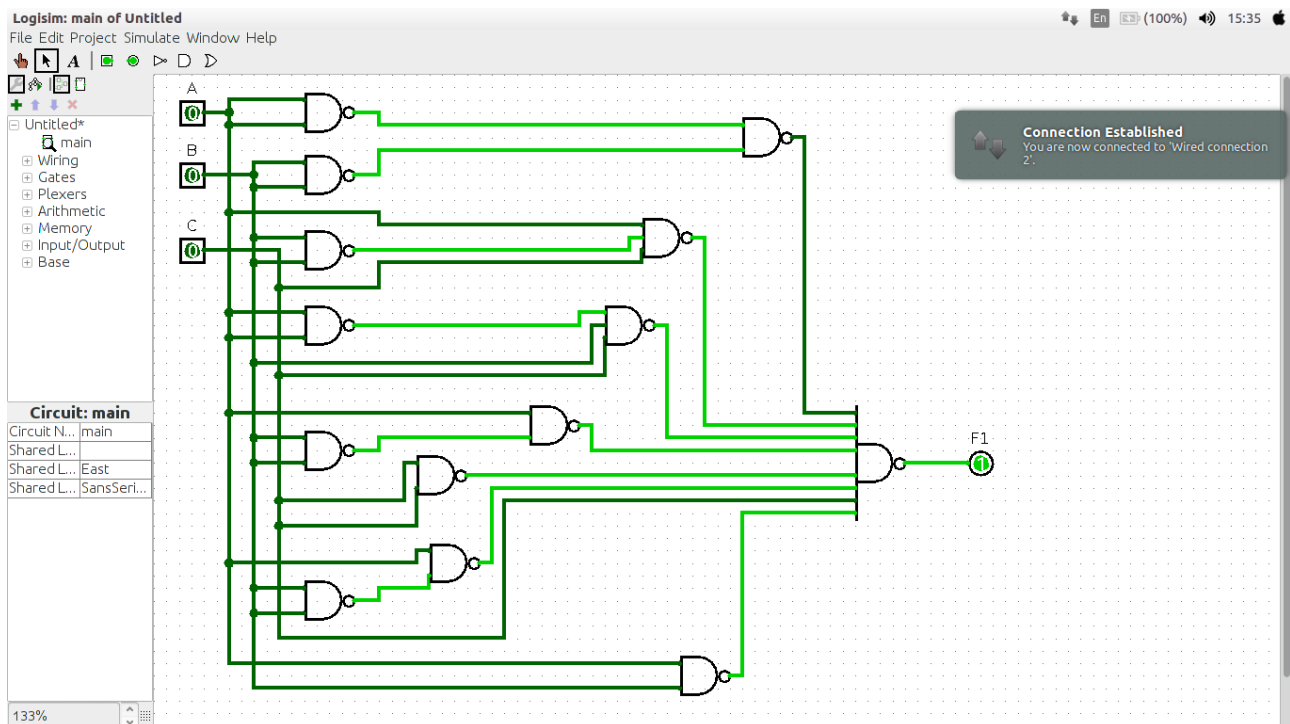 Logisim: main of Untitled
En (100%) 15:35
File Edit Project Simulate Window Help
A
Untitled*
main
Wiring
Gates
Plexers
Arithmetic
Memory
Input/Output
Base
Circuit: main
Circuit N... main
Shared L...
Shared L... East
Shared L... SansSeri...
133%
A
0
B
0
C
0
F1
1
Connection Established
You are now connected to 'Wired connection
2'.